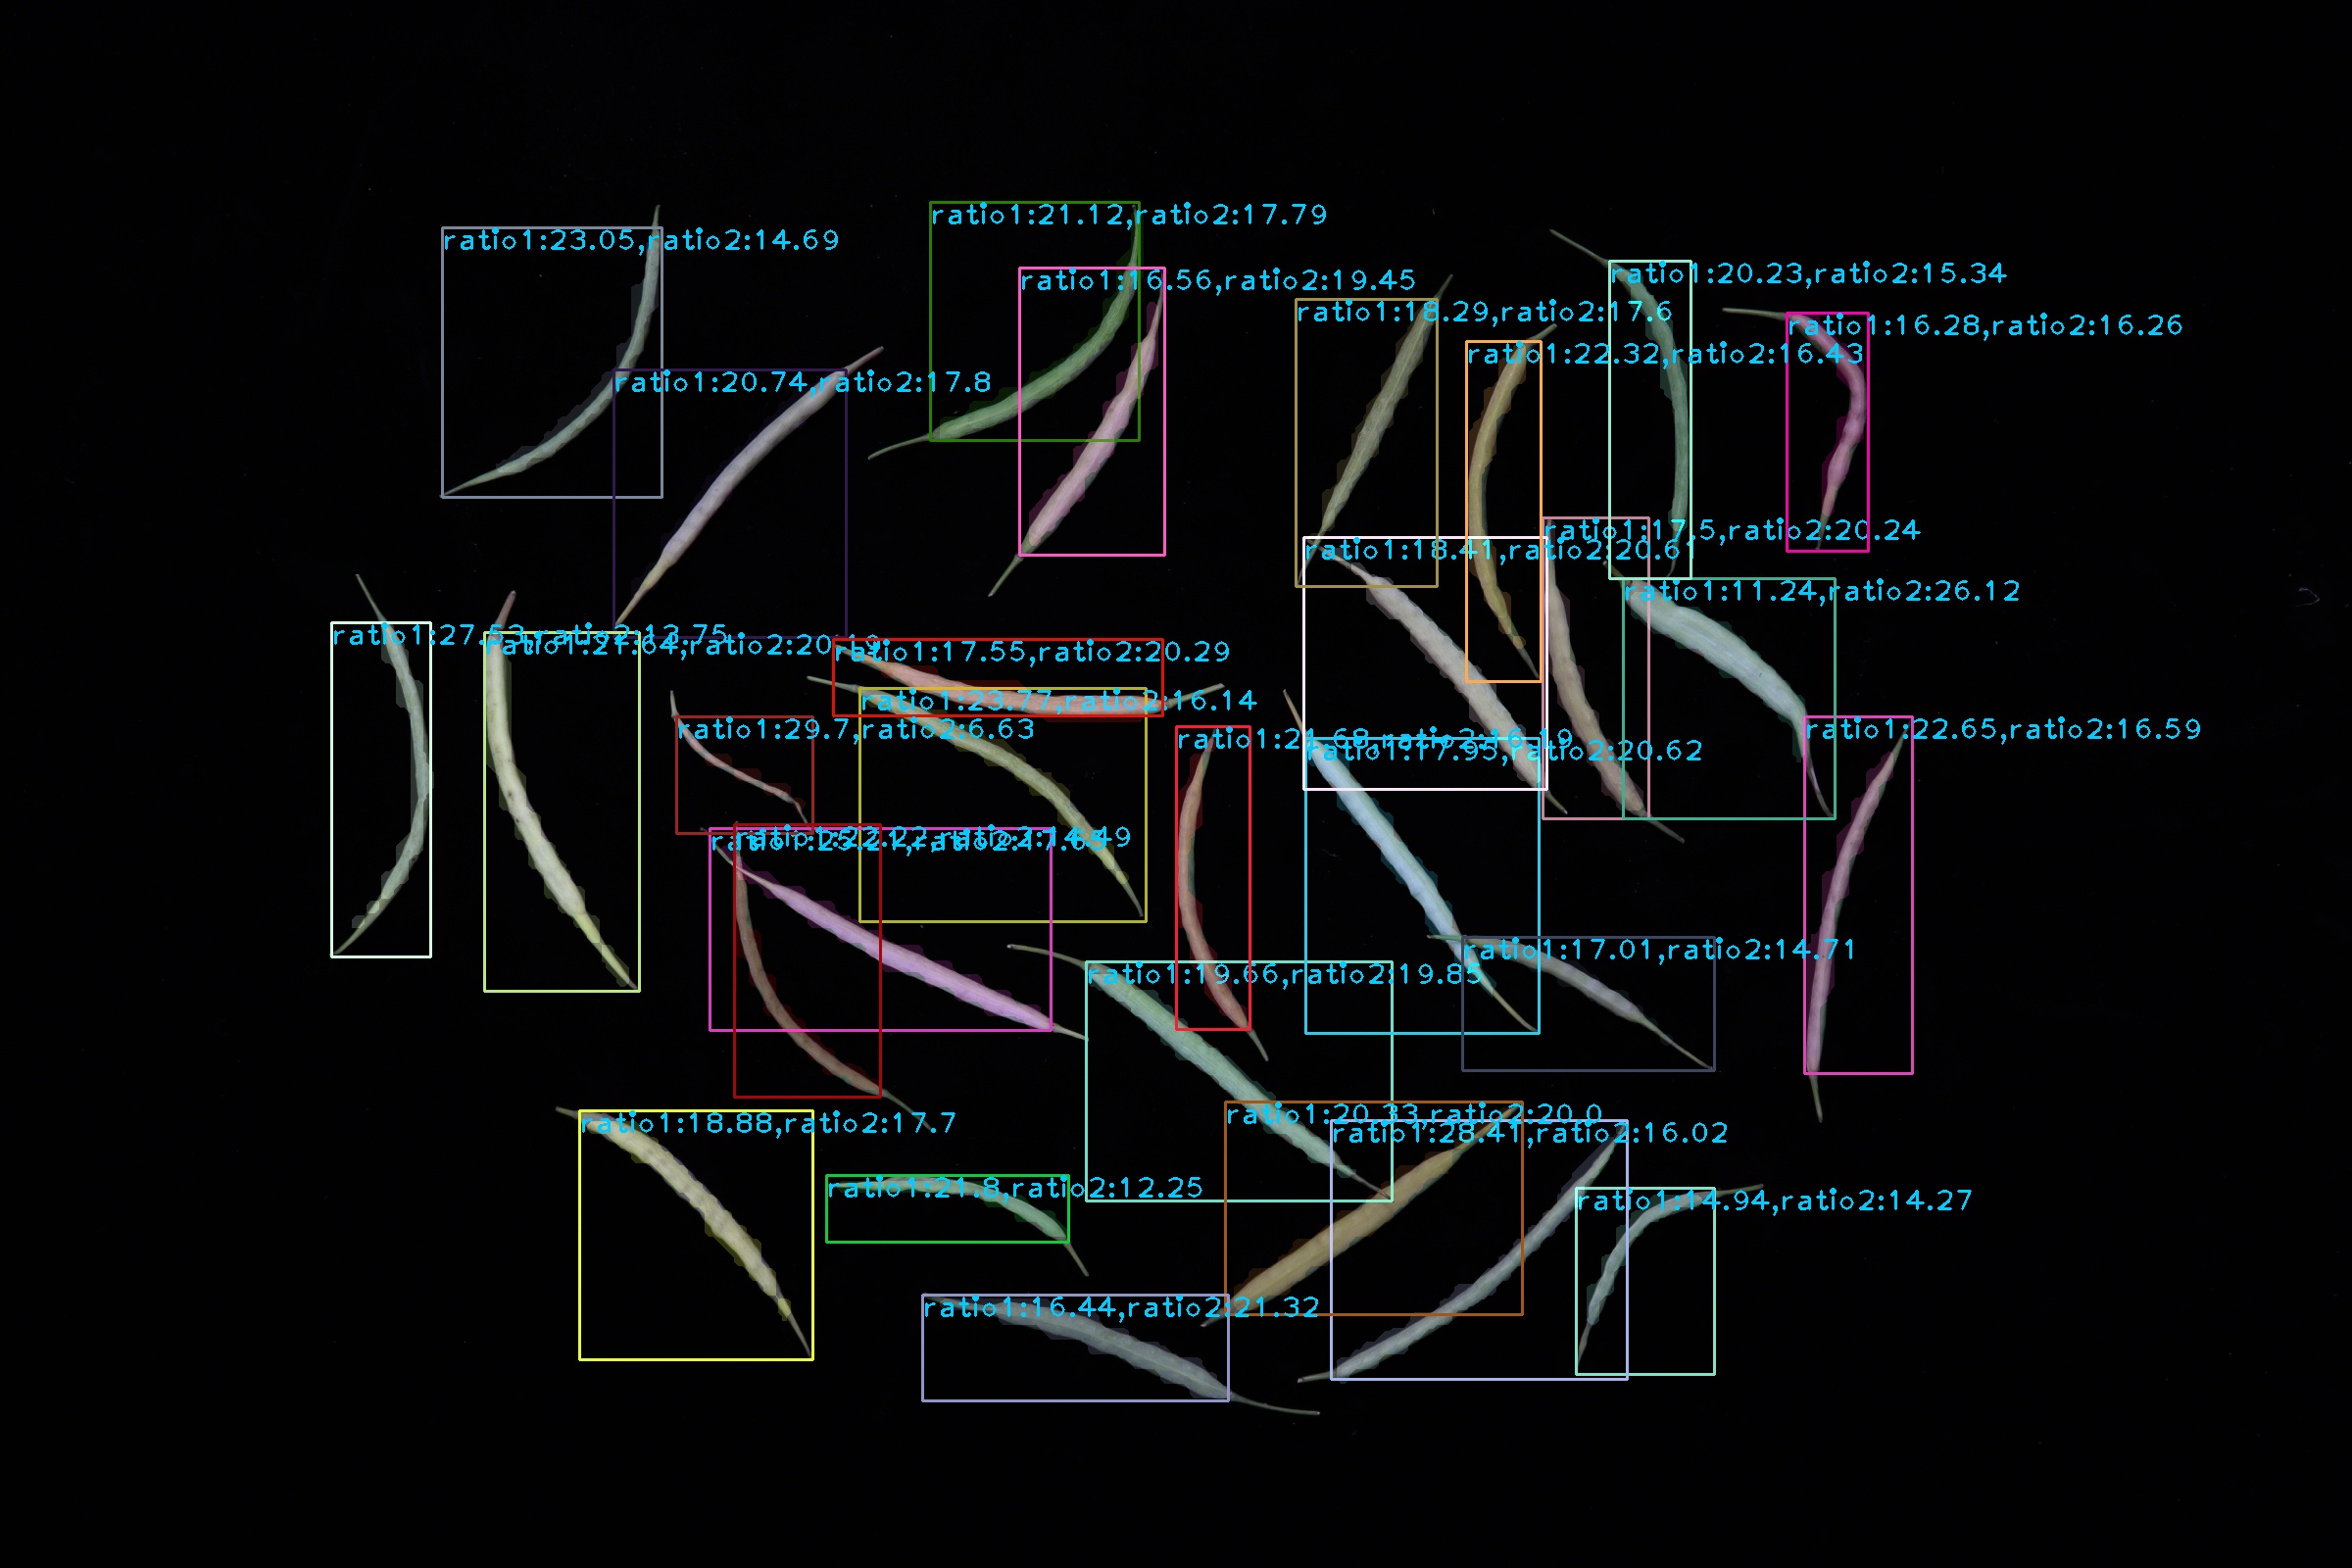 ratio1:21.12,ratio2:17.79
ratio1:23.05,ratio2:14.69
ratio1:20.23,ratio2:15.34
ratio1:16.56,ratio2:19.45
ratio1:18.29,ratio2:17.6
ratio1:16.28,ratio2:16.26
ratio1:22.32,ratio2:16.43
ratio1:20.74,ratio2:17.8
ratio1:17.5,ratio2:20.24
ratio1:18.41,ratio2:20.6
ratio1:11.24,ratio2:26.12
ratio1:27.53,ratio2:13.75
ratio1:21.64,ratio2:20.19
ratio1:17.55,ratio2:20.29
ratio1:23.77,ratio2:16.14
ratio1:29.7,ratio2:6.63
ratio1:22.65,ratio2:16.59
ratio1:21.68,ratio2:16.19
ratio1:17.95,ratio2:20.62
ratio1:17.01,ratio2:14.71
ratio1:19.66,ratio2:19.85
ratio1:20.33,ratio2:20.0
ratio1:18.88,ratio2:17.7
ratio1:28.41,ratio2:16.02
ratio1:21.8,ratio2:12.25
ratio1:14.94,ratio2:14.27
ratio1:16.44,ratio2:21.32